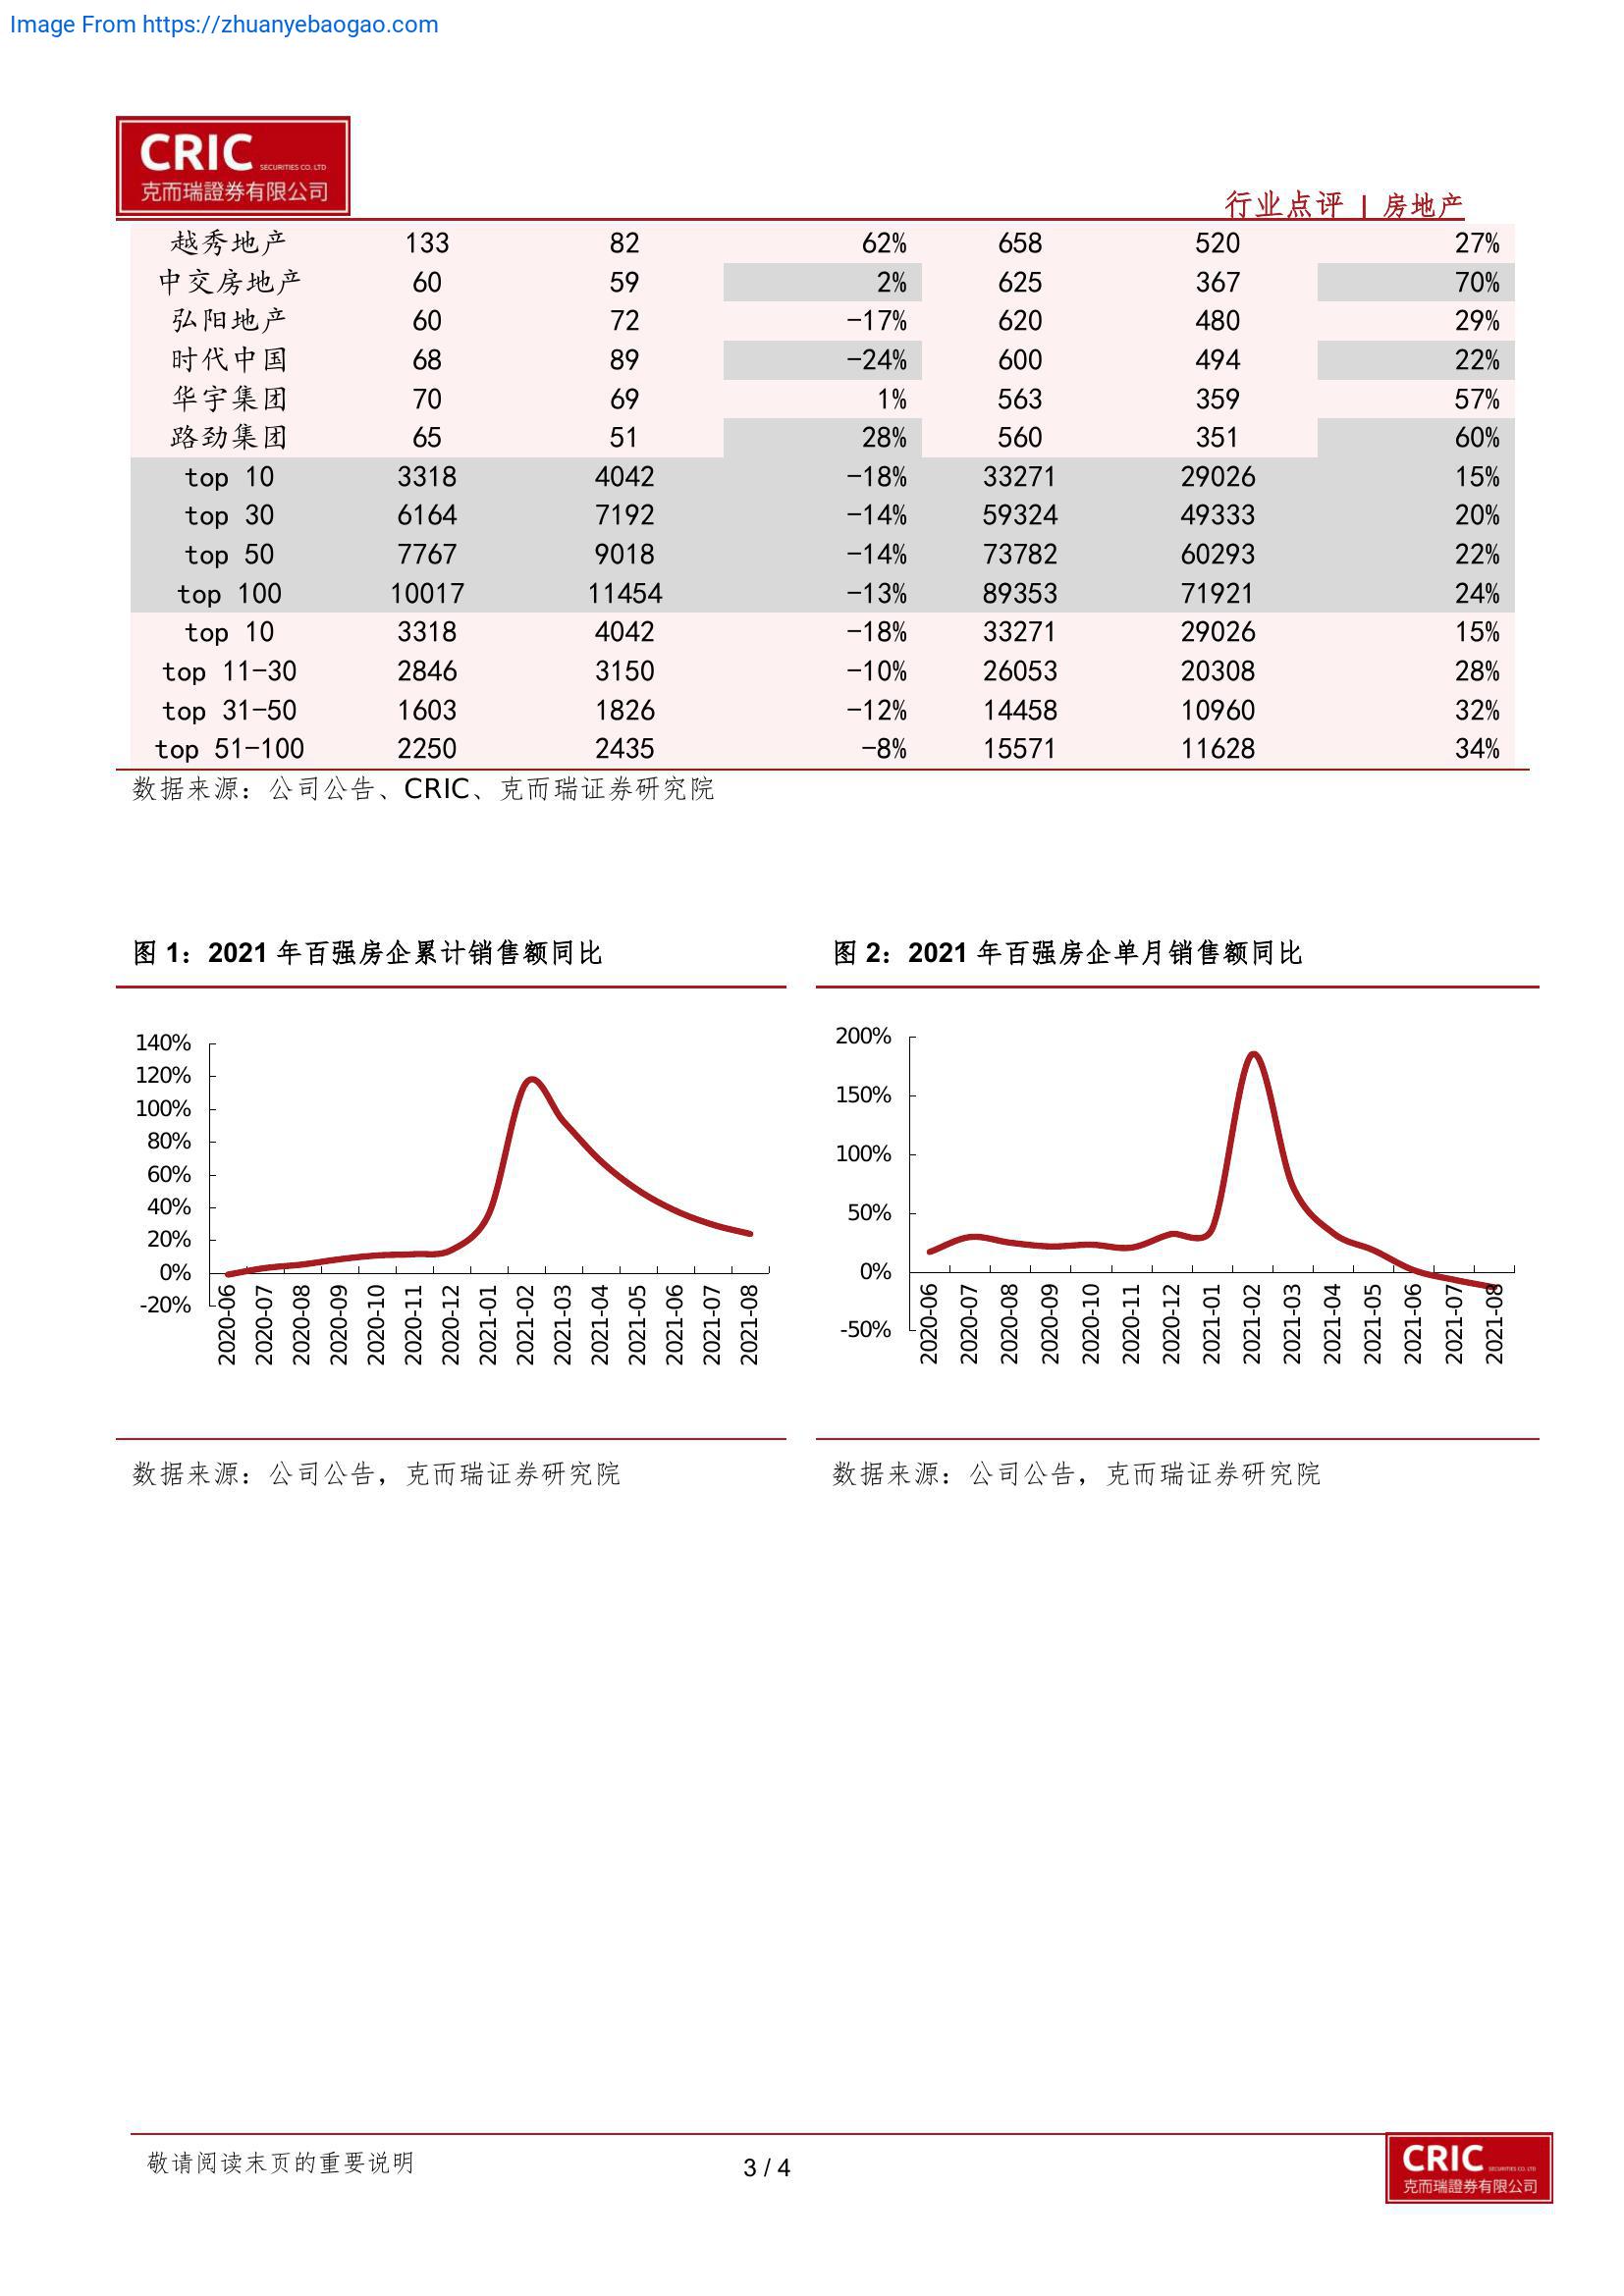 Image From https://zhuanyebaogao.com
CRIC SECURITIES CO. LTD
克而瑞證券有限公司
行业点评 | 房地产
越秀地产 133 82 62% 658 520 27%
中交房地产 60 59 2% 625 367 70%
弘阳地产 60 72 -17% 620 480 29%
时代中国 68 89 -24% 600 494 22%
华宇集团 70 69 1% 563 359 57%
路劲集团 65 51 28% 560 351 60%
top 10 3318 4042 -18% 33271 29026 15%
top 30 6164 7192 -14% 59324 49333 20%
top 50 7767 9018 -14% 73782 60293 22%
top 100 10017 11454 -13% 89353 71921 24%
top 10 3318 4042 -18% 33271 29026 15%
top 11-30 2846 3150 -10% 26053 20308 28%
top 31-50 1603 1826 -12% 14458 10960 32%
top 51-100 2250 2435 -8% 15571 11628 34%
数据来源：公司公告、CRIC、克而瑞证券研究院
图 1：2021 年百强房企累计销售额同比
140%
120%
100%
80%
60%
40%
20%
0%
-20%
2020-06 2020-07 2020-08 2020-09 2020-10 2020-11 2020-12 2021-01 2021-02 2021-03 2021-04 2021-05 2021-06 2021-07 2021-08
数据来源：公司公告，克而瑞证券研究院
图 2：2021 年百强房企单月销售额同比
200%
150%
100%
50%
0%
-50%
2020-06 2020-07 2020-08 2020-09 2020-10 2020-11 2020-12 2021-01 2021-02 2021-03 2021-04 2021-05 2021-06 2021-07 2021-08
数据来源：公司公告，克而瑞证券研究院
敬请阅读末页的重要说明
3 / 4
CRIC SECURITIES CO. LTD
克而瑞證券有限公司